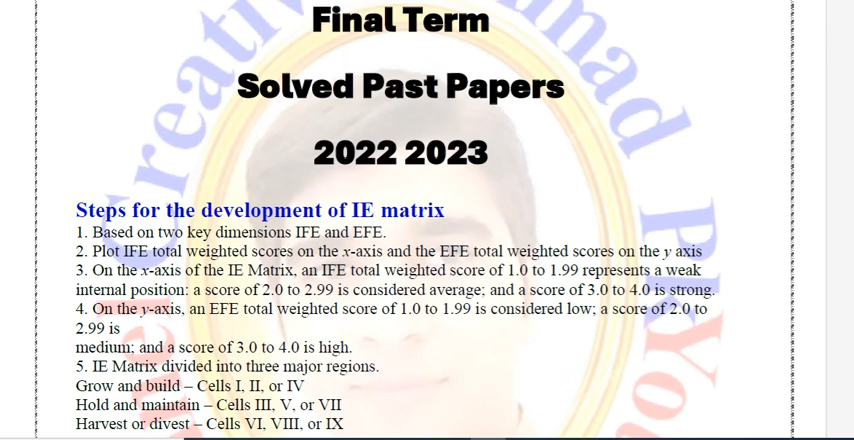 Final Term
Solved Past Papers
2022 2023
Steps for the development of IE matrix
1. Based on two key dimensions IFE and EFE.
2. Plot IFE total weighted scores on the x-axis and the EFE total weighted scores on the y axis
3. On the x-axis of the IE Matrix, an IFE total weighted score of 1.0 to 1.99 represents a weak
internal position; a score of 2.0 to 2.99 is considered average; and a score of 3.0 to 4.0 is strong.
4. On the y-axis, an EFE total weighted score of 1.0 to 1.99 is considered low; a score of 2.0 to
2.99 is
medium; and a score of 3.0 to 4.0 is high.
5. IE Matrix divided into three major regions.
Grow and build – Cells I, II, or IV
Hold and maintain – Cells III, V, or VII
Harvest or divest – Cells VI, VIII, or IX